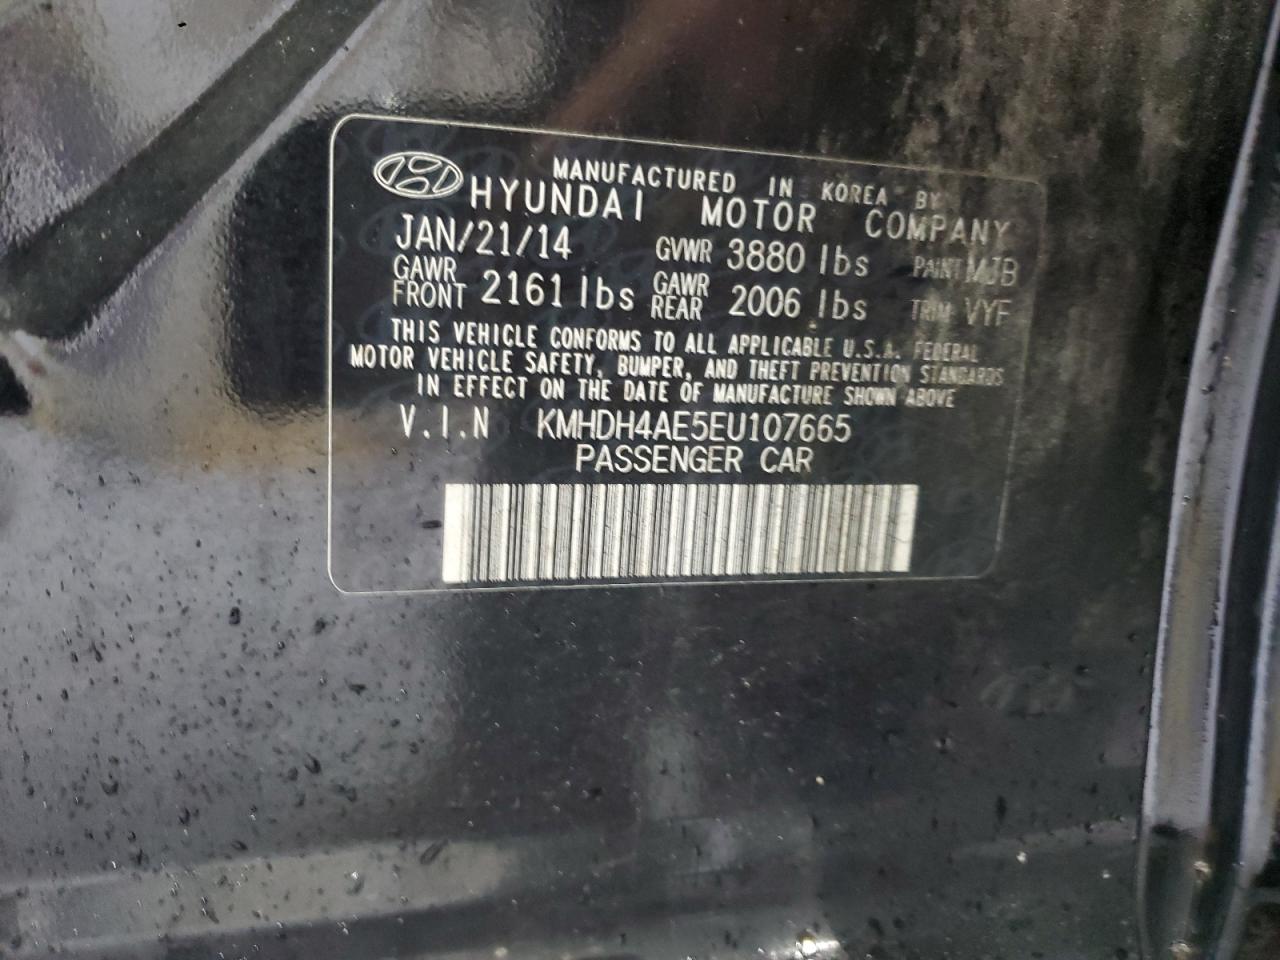 MANUFACTURED IN KOREA BY
HYUNDAI MOTOR COMPANY
JAN/21/14 GVWR 3880 lbs PAINT MJB
GAWR FRONT 2161 lbs GAWR REAR 2006 lbs TRIM VYF
THIS VEHICLE CONFORMS TO ALL APPLICABLE U.S.A. FEDERAL
MOTOR VEHICLE SAFETY, BUMPER, AND THEFT PREVENTION STANDARDS
IN EFFECT ON THE DATE OF MANUFACTURE SHOWN ABOVE
V.I.N KMHDH4AE5EU107665
PASSENGER CAR